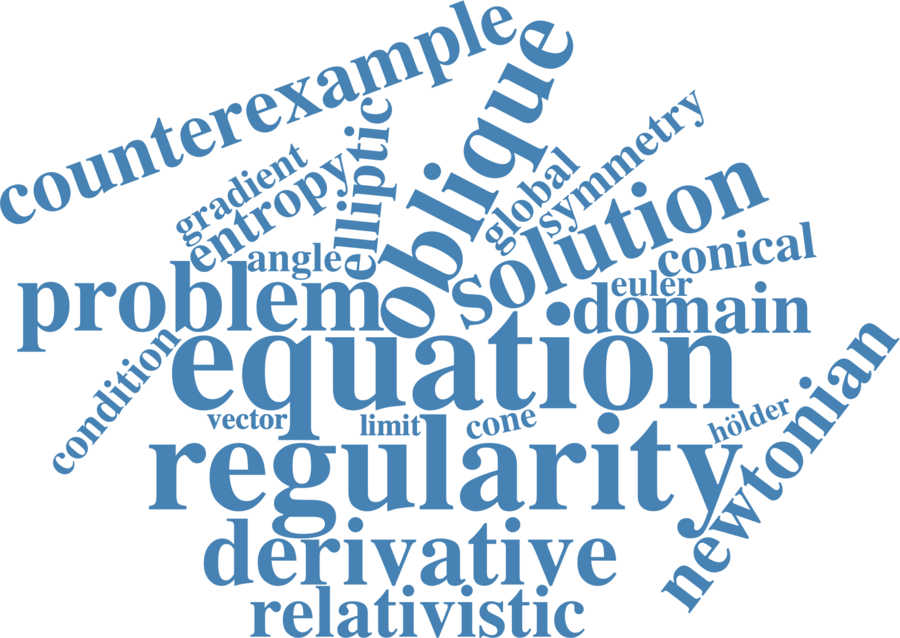 counterexample
oblique
elliptic
gradient
entropy
global
symmetry
solution
angle
conical
problem
euler
domain
condition
equation
newtonian
vector
limit
cone
hölder
regularity
derivative
relativistic